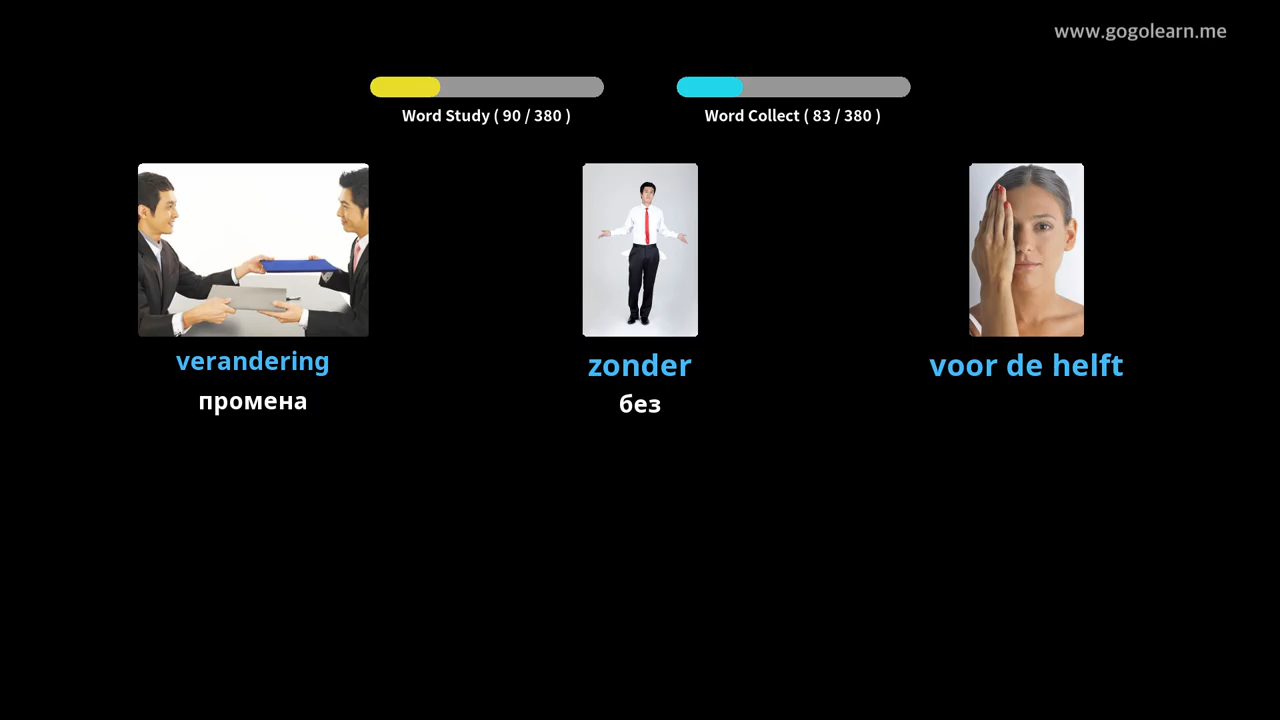 www.gogolearn.me
Word Study ( 90 / 380 )
Word Collect ( 83 / 380 )
verandering
zonder
voor de helft
промена
без